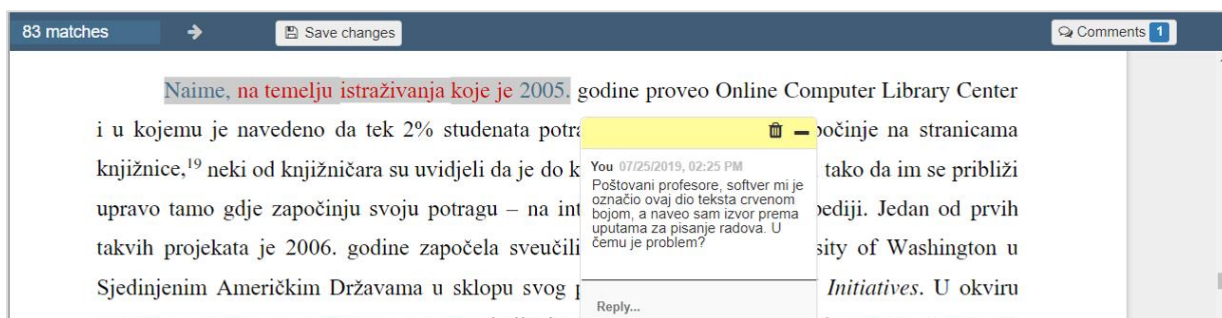 83 matches
Save changes
Comments 1
Naime, na temelju istraživanja koje je 2005. godine proveo Online Computer Library Center
i u kojemu je navedeno da tek 2% studenata potra očinje na stranicama
knjižnice,19 neki od knjižničara su uvidjeli da je do k tako da im se približi
upravo tamo gdje započinju svoju potragu – na int pediji. Jedan od prvih
takvih projekata je 2006. godine započela sveučili sity of Washington u
Sjedinjenim Američkim Državama u sklopu svog p Initiatives. U okviru
You 07/25/2019, 02:25 PM
Poštovani profesore, softver mi je
označio ovaj dio teksta crvenom
bojom, a naveo sam izvor prema
uputama za pisanje radova. U
čemu je problem?
Reply...